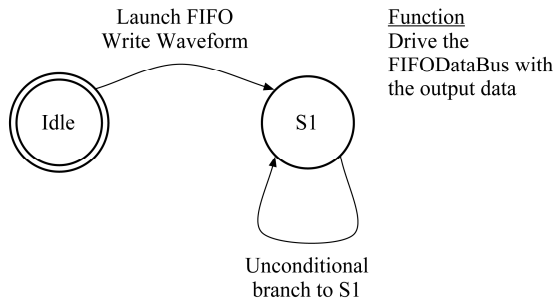 Launch FIFO
Write Waveform
Function
Drive the
FIFODataBus with
the output data
Idle
S1
Unconditional
branch to S1